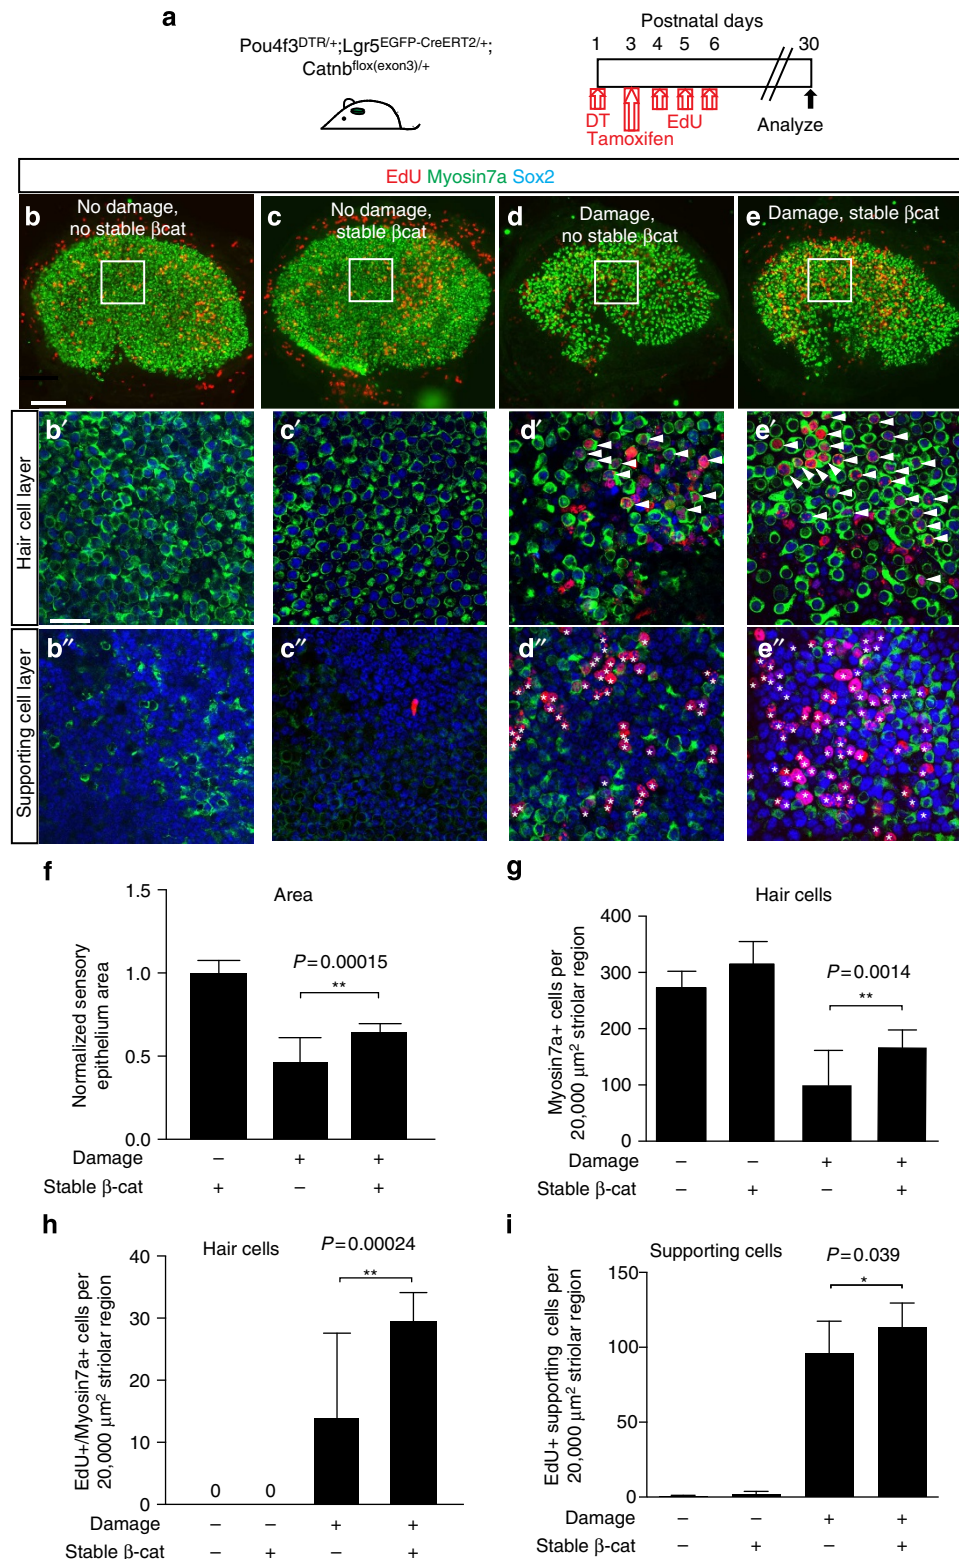 a
Pou4f3DTR/+;Lgr5EGFP-CreERT2/+;
Catnbflox(exon3)/+
Postnatal days
1 3 4 5 6 30
DT EdU
Tamoxifen
Analyze
EdU Myosin7a Sox2
b No damage, no stable βcat
c No damage, stable βcat
d Damage, no stable βcat
e Damage, stable βcat
Hair cell layer
b′ c′ d′ e′
Supporting cell layer
b″ c″ d″ e″
f
Area
Normalized sensory epithelium area
1.5
1.0
0.5
0.0
P=0.00015
**
Damage − + +
Stable β-cat + − +
g
Hair cells
Myosin7a+ cells per 20,000 μm² striolar region
400
300
200
100
0
P=0.0014
**
Damage − − + +
Stable β-cat − + − +
h
Hair cells
EdU+/Myosin7a+ cells per 20,000 μm² striolar region
40
30
20
10
0
P=0.00024
**
0 0
Damage − − + +
Stable β-cat − + − +
i
Supporting cells
EdU+ supporting cells per 20,000 μm² striolar region
150
100
50
0
P=0.039
*
Damage − − + +
Stable β-cat − + − +